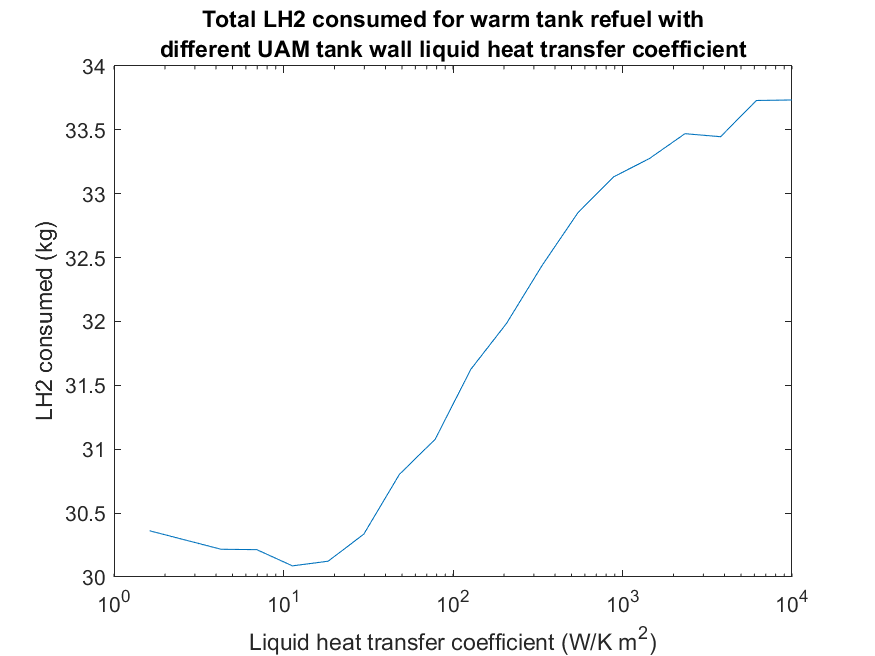 Total LH2 consumed for warm tank refuel with
different UAM tank wall liquid heat transfer coefficient
LH2 consumed (kg)
34
33.5
33
32.5
32
31.5
31
30.5
30
10^0 10^1 10^2 10^3 10^4
Liquid heat transfer coefficient (W/K m^2)